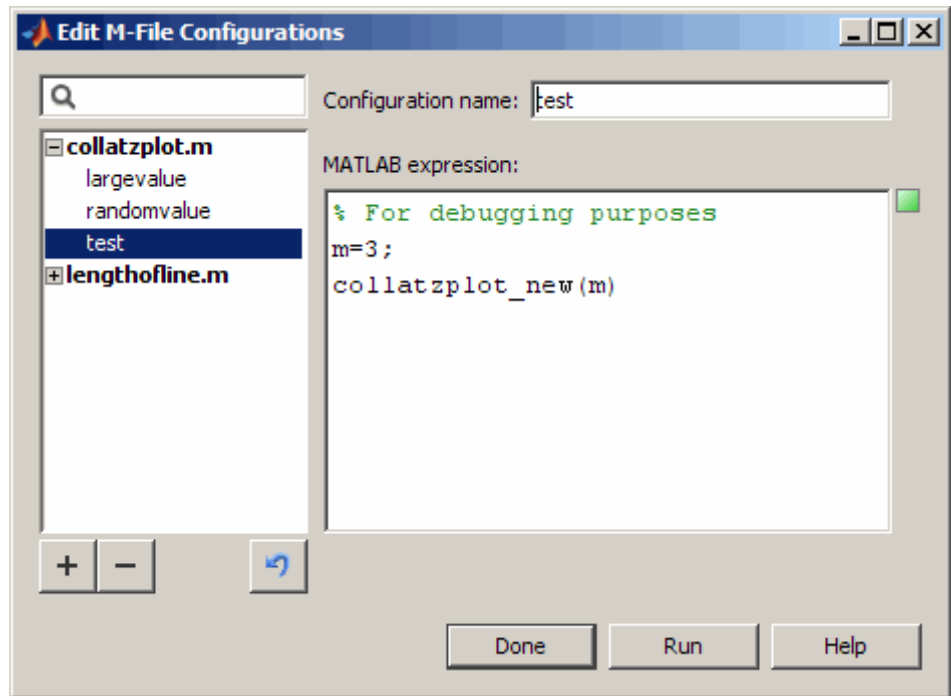 Edit M-File Configurations
Configuration name: test
collatzplot.m
largevalue
randomvalue
test
lengthofline.m
MATLAB expression:
% For debugging purposes
m=3;
collatzplot_new(m)
Done
Run
Help